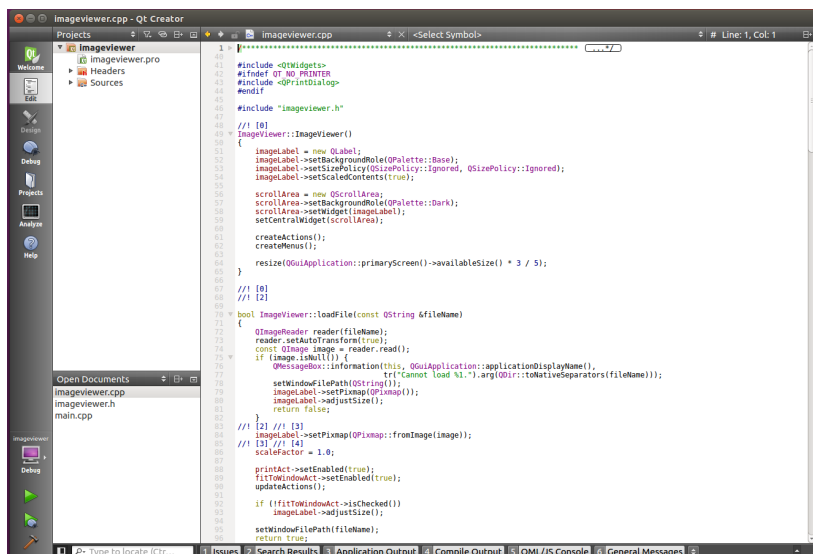 imageviewer.cpp - Qt Creator
Projects
imageviewer.cpp
<Select Symbol>
# Line: 1, Col: 1
Welcome
Edit
Design
Debug
Projects
Analyze
Help
imageviewer
imageviewer.pro
Headers
Sources
Open Documents
imageviewer.cpp
imageviewer.h
main.cpp
imageviewer
Debug
1 /**************************************************************************** ...*/
40
41 #include <QtWidgets>
42 #ifndef QT_NO_PRINTER
43 #include <QPrintDialog>
44 #endif
45
46 #include "imageviewer.h"
47
48 //! [0]
49 ImageViewer::ImageViewer()
50 {
51 imageLabel = new QLabel;
52 imageLabel->setBackgroundRole(QPalette::Base);
53 imageLabel->setSizePolicy(QSizePolicy::Ignored, QSizePolicy::Ignored);
54 imageLabel->setScaledContents(true);
55
56 scrollArea = new QScrollArea;
57 scrollArea->setBackgroundRole(QPalette::Dark);
58 scrollArea->setWidget(imageLabel);
59 setCentralWidget(scrollArea);
60
61 createActions();
62 createMenus();
63
64 resize(QGuiApplication::primaryScreen()->availableSize() * 3 / 5);
65 }
66
67 //! [0]
68 //! [2]
69
70 bool ImageViewer::loadFile(const QString &fileName)
71 {
72 QImageReader reader(fileName);
73 reader.setAutoTransform(true);
74 const QImage image = reader.read();
75 if (image.isNull()) {
76 QMessageBox::information(this, QGuiApplication::applicationDisplayName(),
77 tr("Cannot load %1.").arg(QDir::toNativeSeparators(fileName)));
78 setWindowFilePath(QString());
79 imageLabel->setPixmap(QPixmap());
80 imageLabel->adjustSize();
81 return false;
82 }
83 //! [2] //! [3]
84 imageLabel->setPixmap(QPixmap::fromImage(image));
85 //! [3] //! [4]
86 scaleFactor = 1.0;
87
88 printAct->setEnabled(true);
89 fitToWindowAct->setEnabled(true);
90 updateActions();
91
92 if (!fitToWindowAct->isChecked())
93 imageLabel->adjustSize();
94
95 setWindowFilePath(fileName);
96 return true;
Type to locate (Ctr...
1 Issues
2 Search Results
3 Application Output
4 Compile Output
5 QML/JS Console
6 General Messages